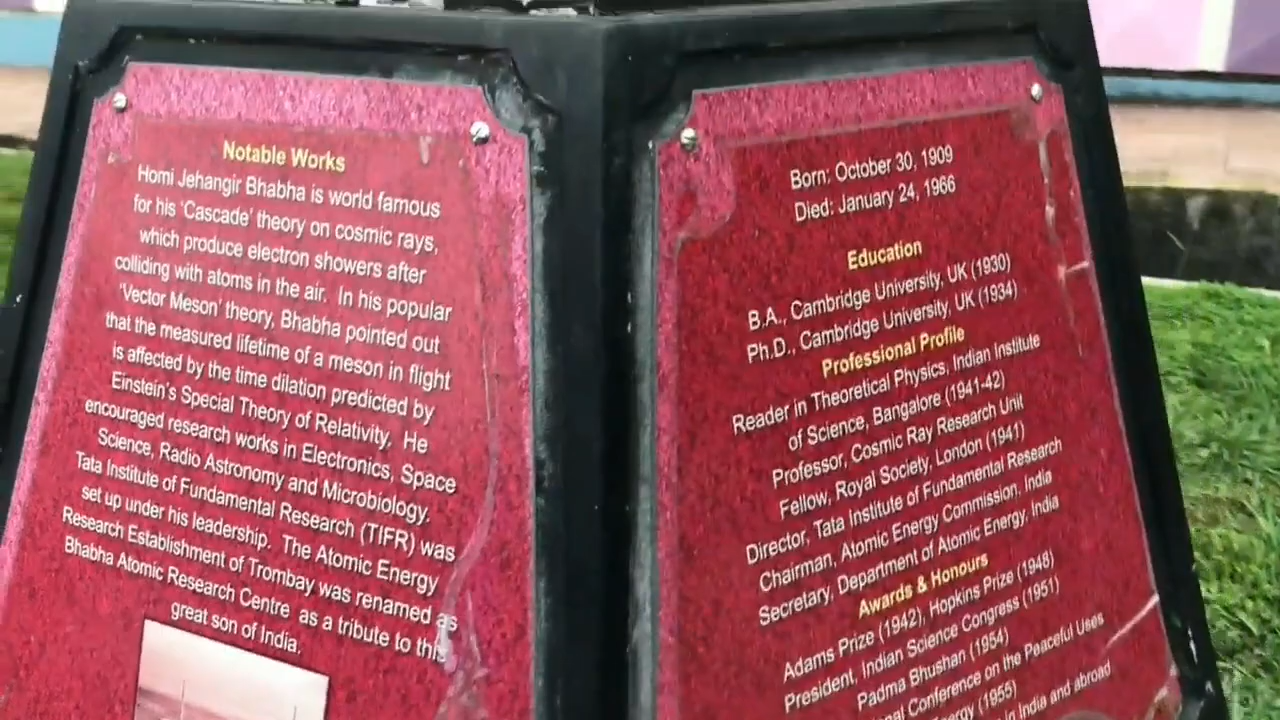 Notable Works
Homi Jehangir Bhabha is world famous
for his 'Cascade' theory on cosmic rays,
which produce electron showers after
colliding with atoms in the air. In his popular
'Vector Meson' theory, Bhabha pointed out
that the measured lifetime of a meson in flight
is affected by the time dilation predicted by
Einstein's Special Theory of Relativity. He
encouraged research works in Electronics, Space
Science, Radio Astronomy and Microbiology.
Tata Institute of Fundamental Research (TIFR) was
set up under his leadership. The Atomic Energy
Research Establishment of Trombay was renamed as
Bhabha Atomic Research Centre as a tribute to this
great son of India.
Born: October 30, 1909
Died: January 24, 1966
Education
B.A., Cambridge University, UK (1930)
Ph.D., Cambridge University, UK (1934)
Professional Profile
Reader in Theoretical Physics, Indian Institute
of Science, Bangalore (1941-42)
Professor, Cosmic Ray Research Unit
Fellow, Royal Society, London (1941)
Director, Tata Institute of Fundamental Research
Chairman, Atomic Energy Commission, India
Secretary, Department of Atomic Energy, India
Awards & Honours
Adams Prize (1942), Hopkins Prize (1948)
President, Indian Science Congress (1951)
Padma Bhushan (1954)
Conference on the Peaceful Uses
(1955)
in India and abroad